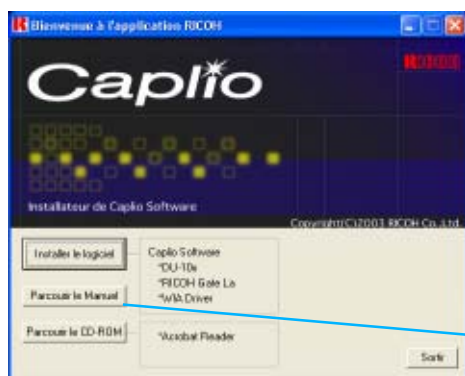 Bienvenue à l'application RICOH
RICOH
Caplio
Installateur de Caplio Software
Copyright(C)2003 RICOH Co.,Ltd.
Installer le logiciel
Caplio Software
*DU-10x
*RICOH Gate La
*WIA Driver
Parcourir le Manuel
Parcourir le CD-ROM
*Acrobat Reader
Sortir